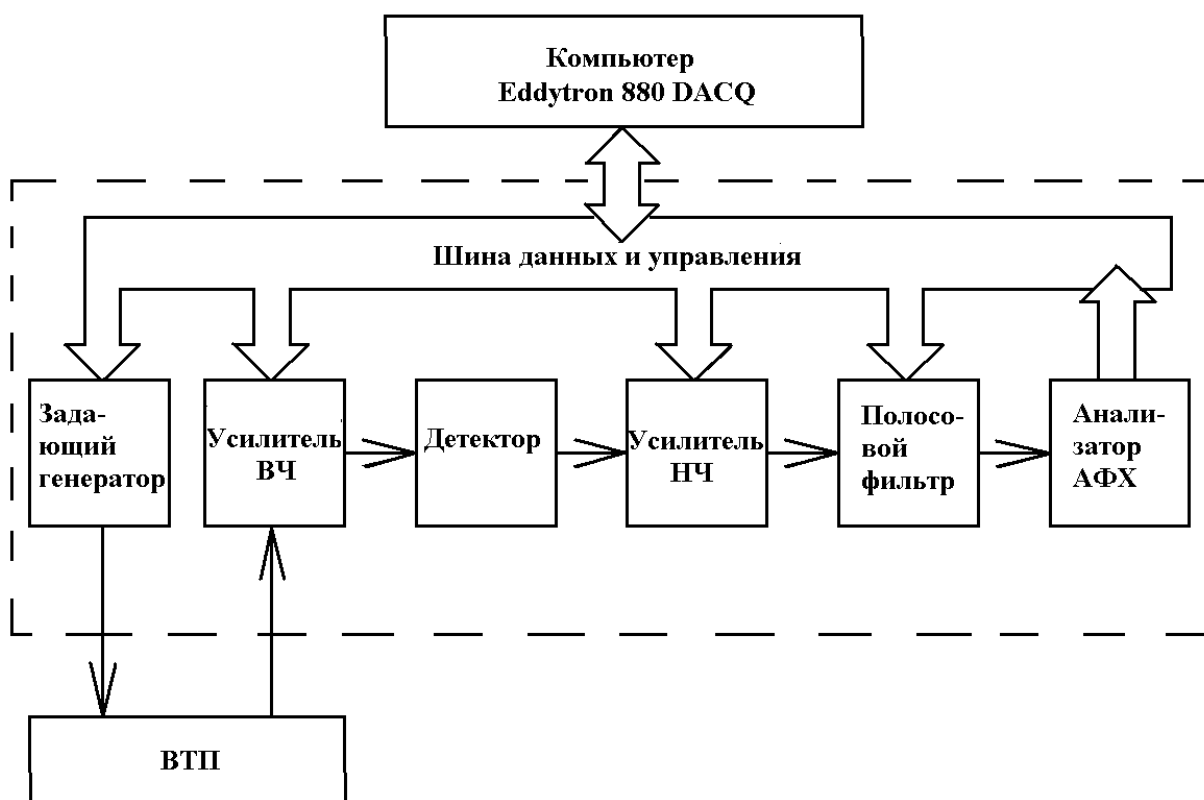 Компьютер
Eddytron 880 DACQ
Шина данных и управления
Зада-
ющий
генератор
Усилитель
ВЧ
Детектор
Усилитель
НЧ
Полосо-
вой
фильтр
Анали-
затор
АФХ
ВТП